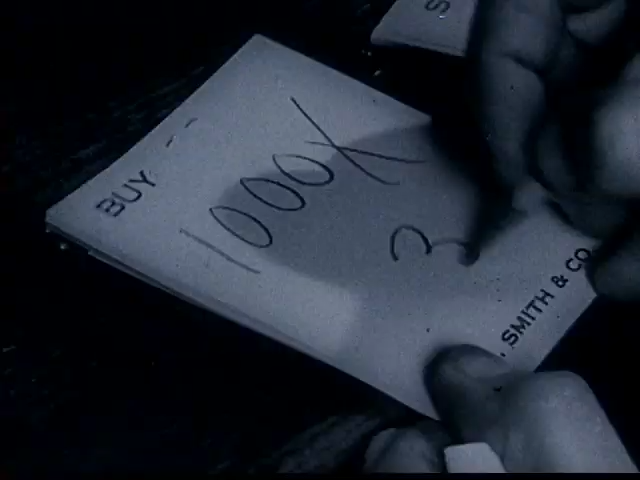 BUY --
1000 X
3
. SMITH & CO
S